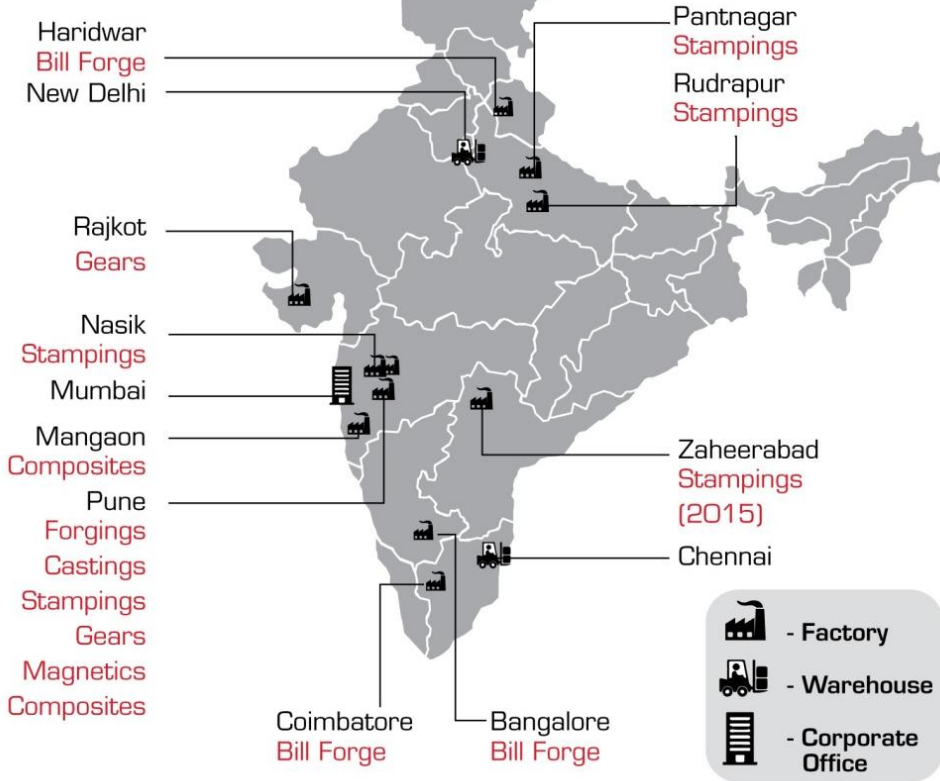 Haridwar
Bill Forge
New Delhi
Rajkot
Gears
Nasik
Stampings
Mumbai
Mangaon
Composites
Pune
Forgings
Castings
Stampings
Gears
Magnetics
Composites
Pantnagar
Stampings
Rudrapur
Stampings
Zaheerabad
Stampings
(2015)
Chennai
Coimbatore
Bill Forge
Bangalore
Bill Forge
- Factory
- Warehouse
- Corporate
Office